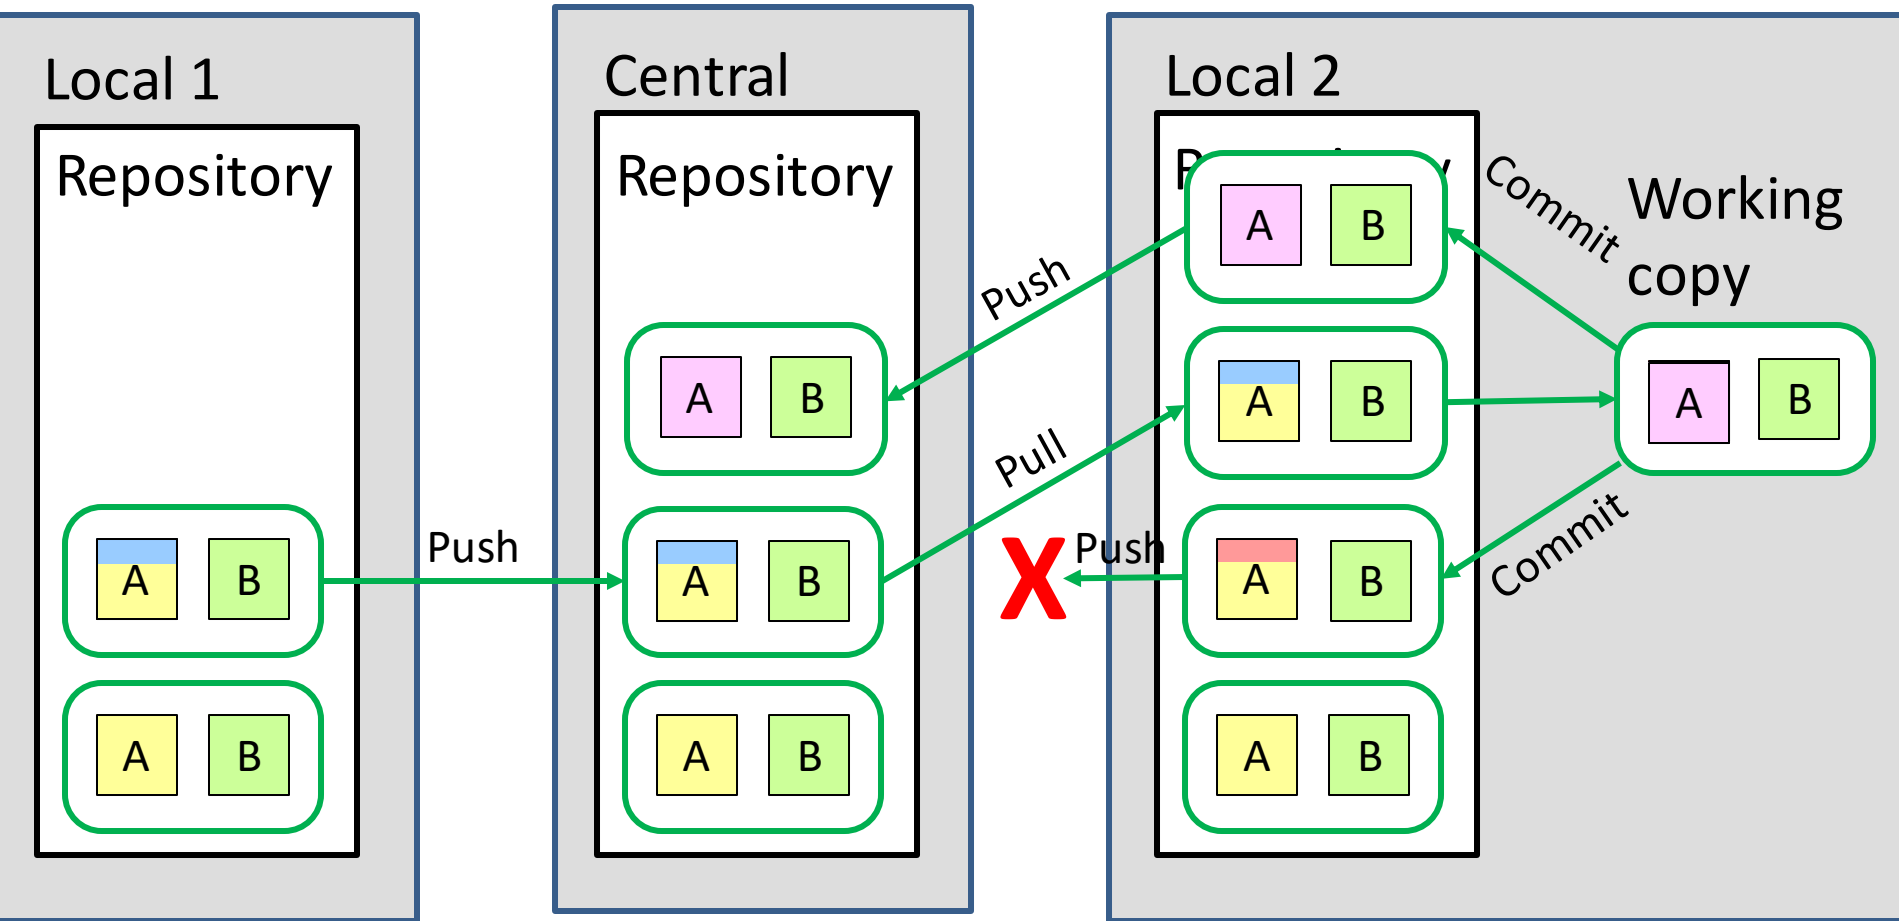 Local 1
Repository
A B
A B
Push
Central
Repository
A B
A B
A B
Push
Pull
Push
X
Local 2
A B
A B
A B
A B
Commit
Commit
Working
copy
A B